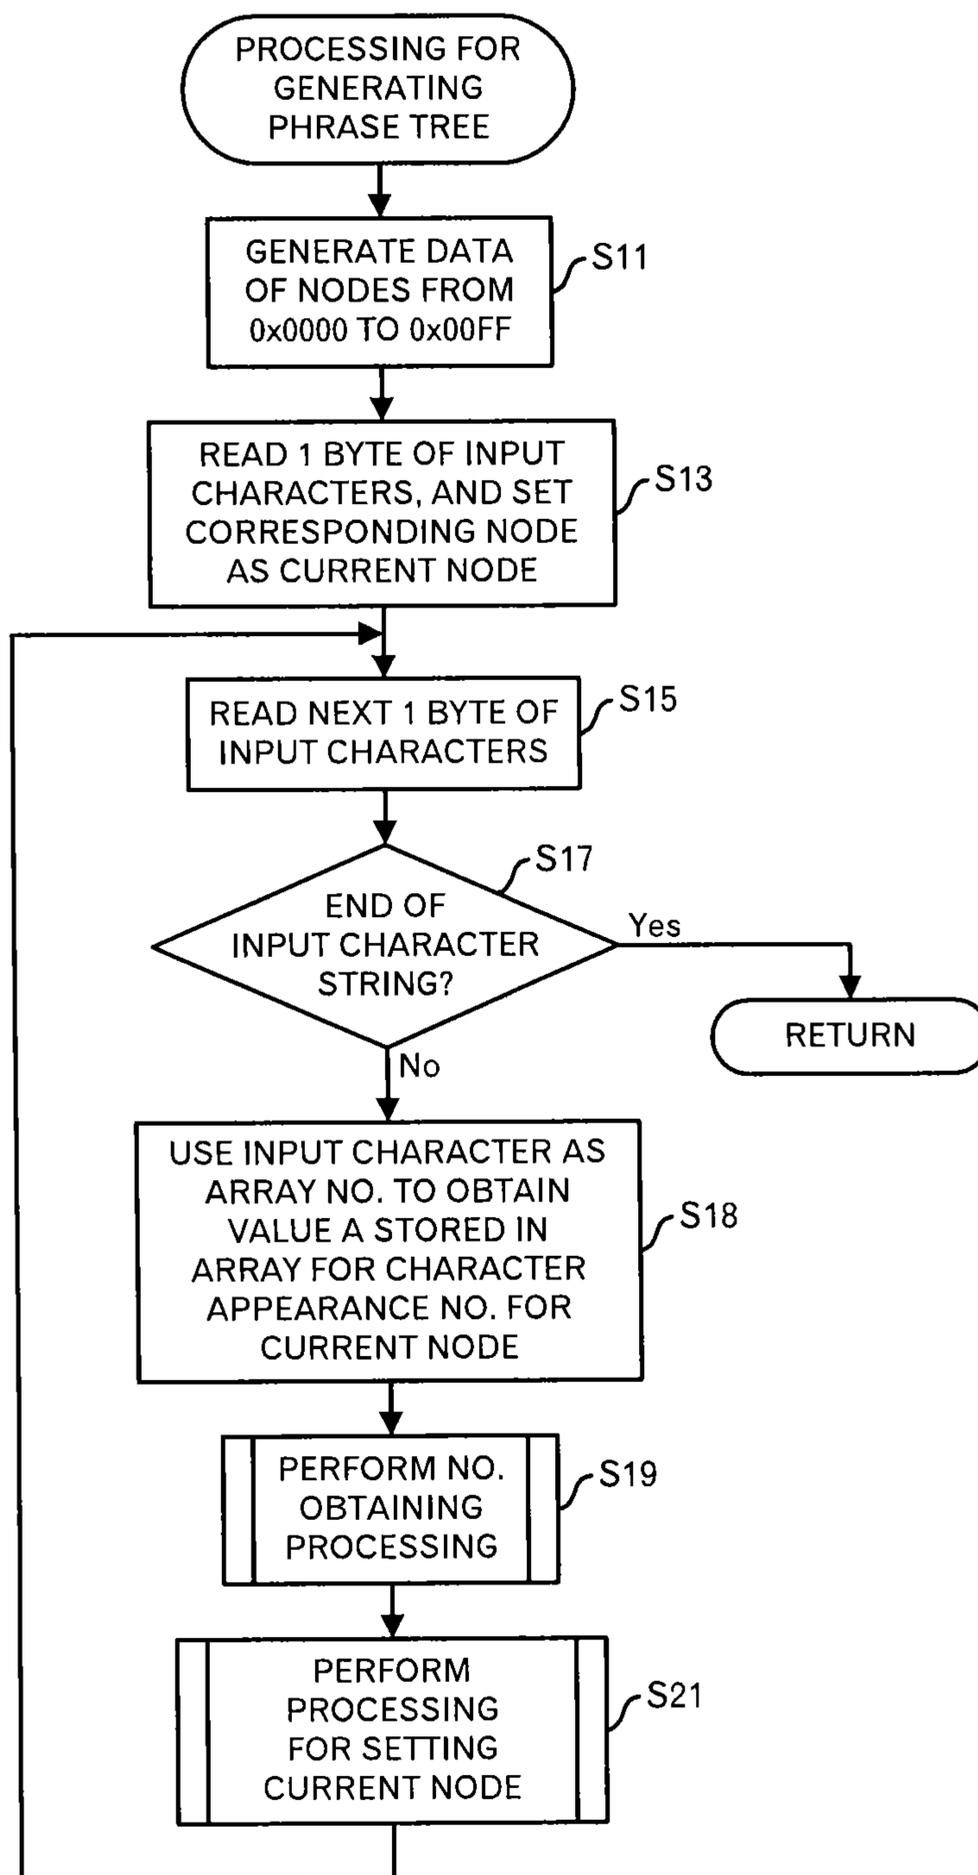 PROCESSING FOR
GENERATING
PHRASE TREE
GENERATE DATA
OF NODES FROM
0x0000 TO 0x00FF
S11
READ 1 BYTE OF INPUT
CHARACTERS, AND SET
CORRESPONDING NODE
AS CURRENT NODE
S13
READ NEXT 1 BYTE OF
INPUT CHARACTERS
S15
END OF
INPUT CHARACTER
STRING?
S17
Yes
RETURN
No
USE INPUT CHARACTER AS
ARRAY NO. TO OBTAIN
VALUE A STORED IN
ARRAY FOR CHARACTER
APPEARANCE NO. FOR
CURRENT NODE
S18
PERFORM NO.
OBTAINING
PROCESSING
S19
PERFORM
PROCESSING
FOR SETTING
CURRENT NODE
S21